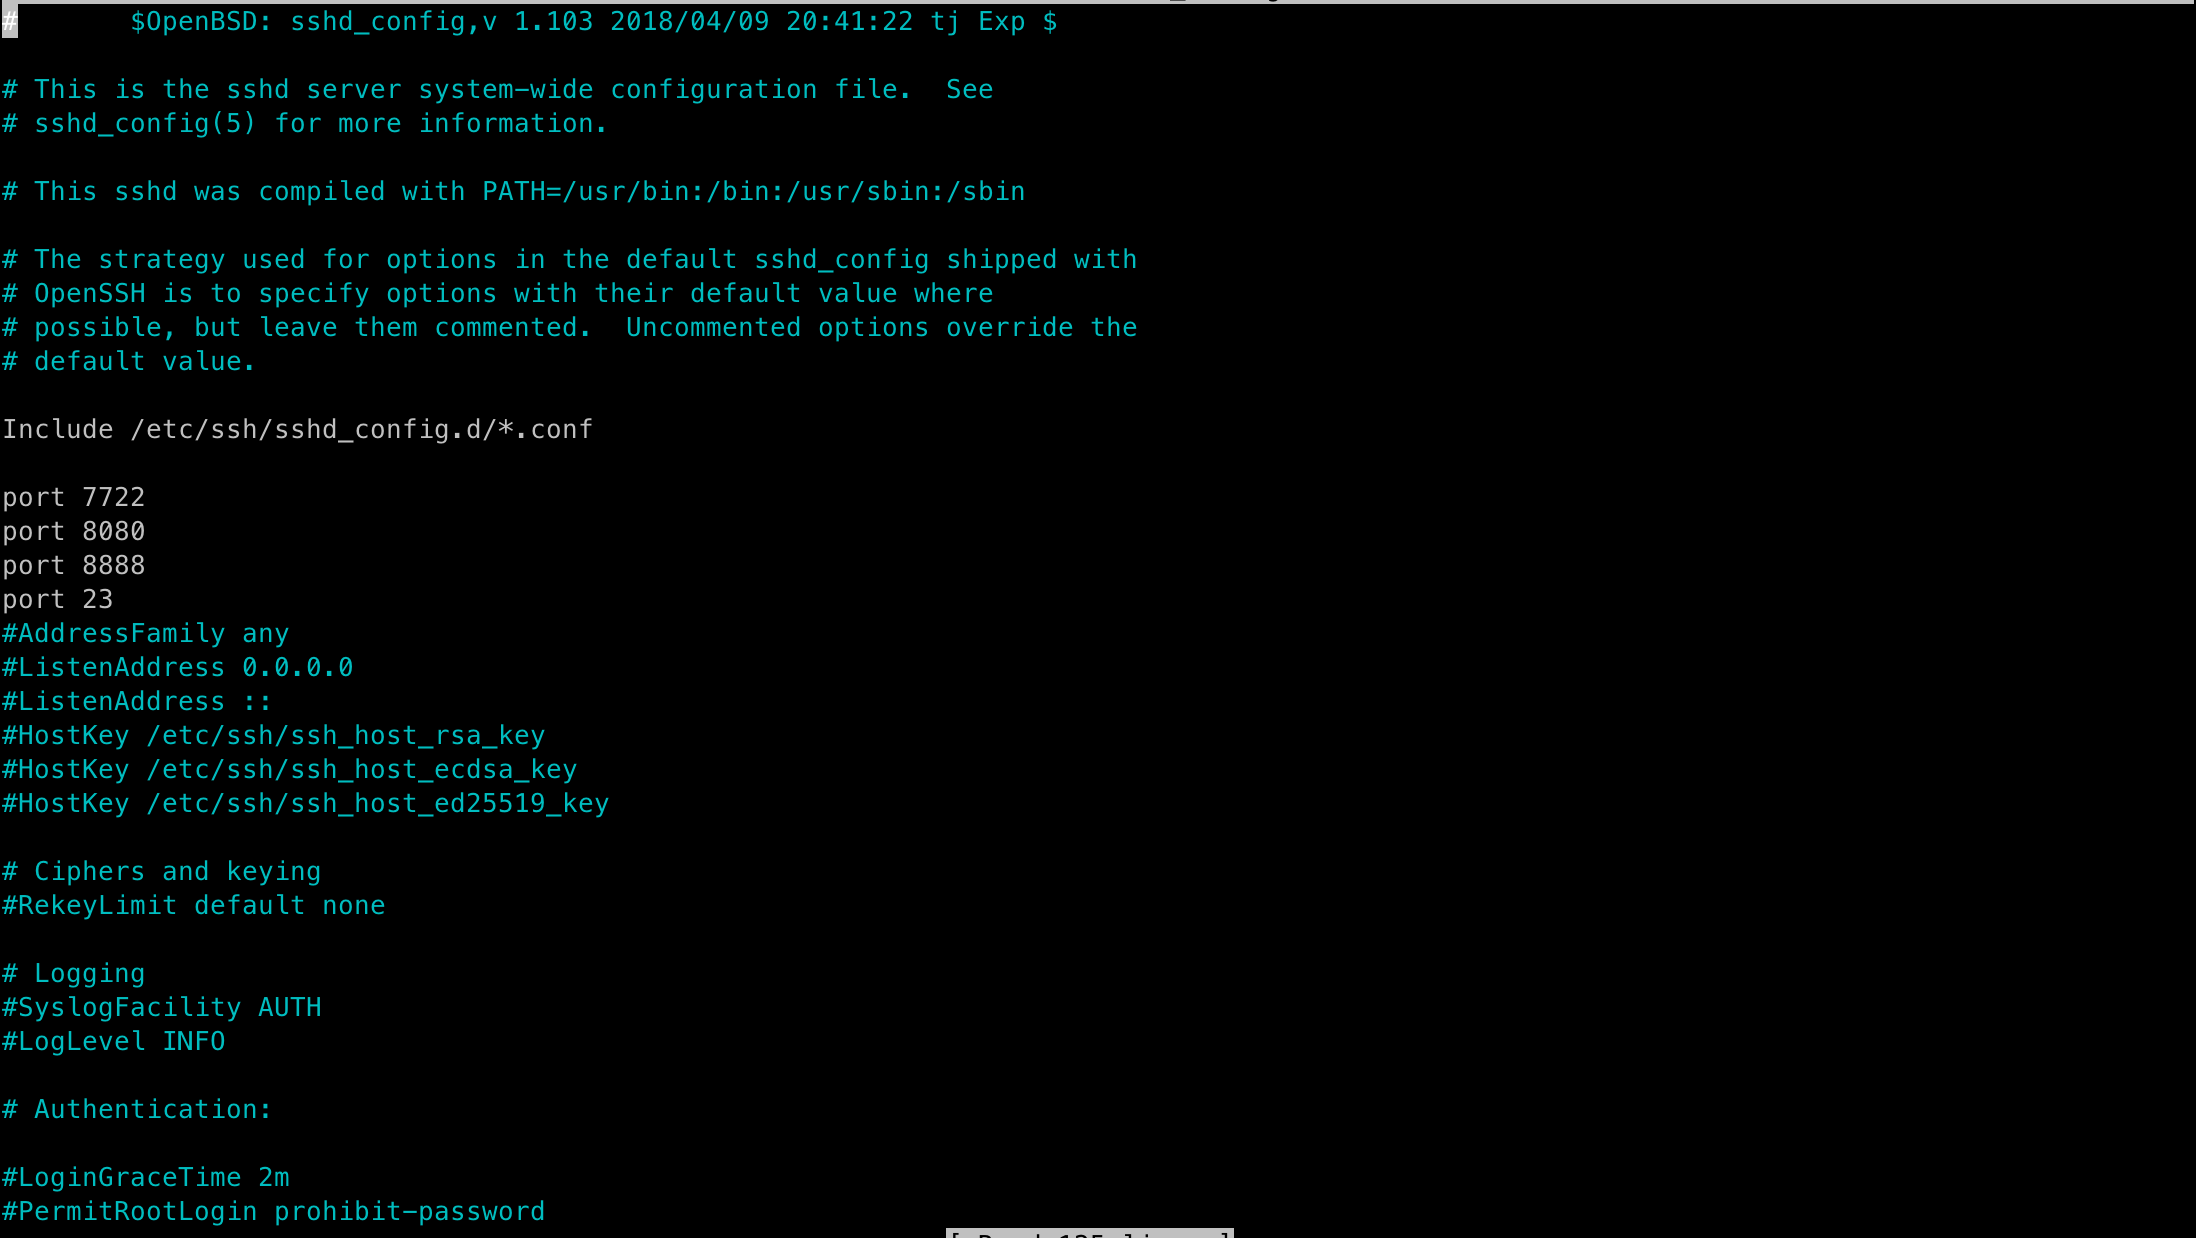 #       $OpenBSD: sshd_config,v 1.103 2018/04/09 20:41:22 tj Exp $
# This is the sshd server system-wide configuration file.  See
# sshd_config(5) for more information.
# This sshd was compiled with PATH=/usr/bin:/bin:/usr/sbin:/sbin
# The strategy used for options in the default sshd_config shipped with
# OpenSSH is to specify options with their default value where
# possible, but leave them commented.  Uncommented options override the
# default value.
Include /etc/ssh/sshd_config.d/*.conf
port 7722
port 8080
port 8888
port 23
#AddressFamily any
#ListenAddress 0.0.0.0
#ListenAddress ::
#HostKey /etc/ssh/ssh_host_rsa_key
#HostKey /etc/ssh/ssh_host_ecdsa_key
#HostKey /etc/ssh/ssh_host_ed25519_key
# Ciphers and keying
#RekeyLimit default none
# Logging
#SyslogFacility AUTH
#LogLevel INFO
# Authentication:
#LoginGraceTime 2m
#PermitRootLogin prohibit-password